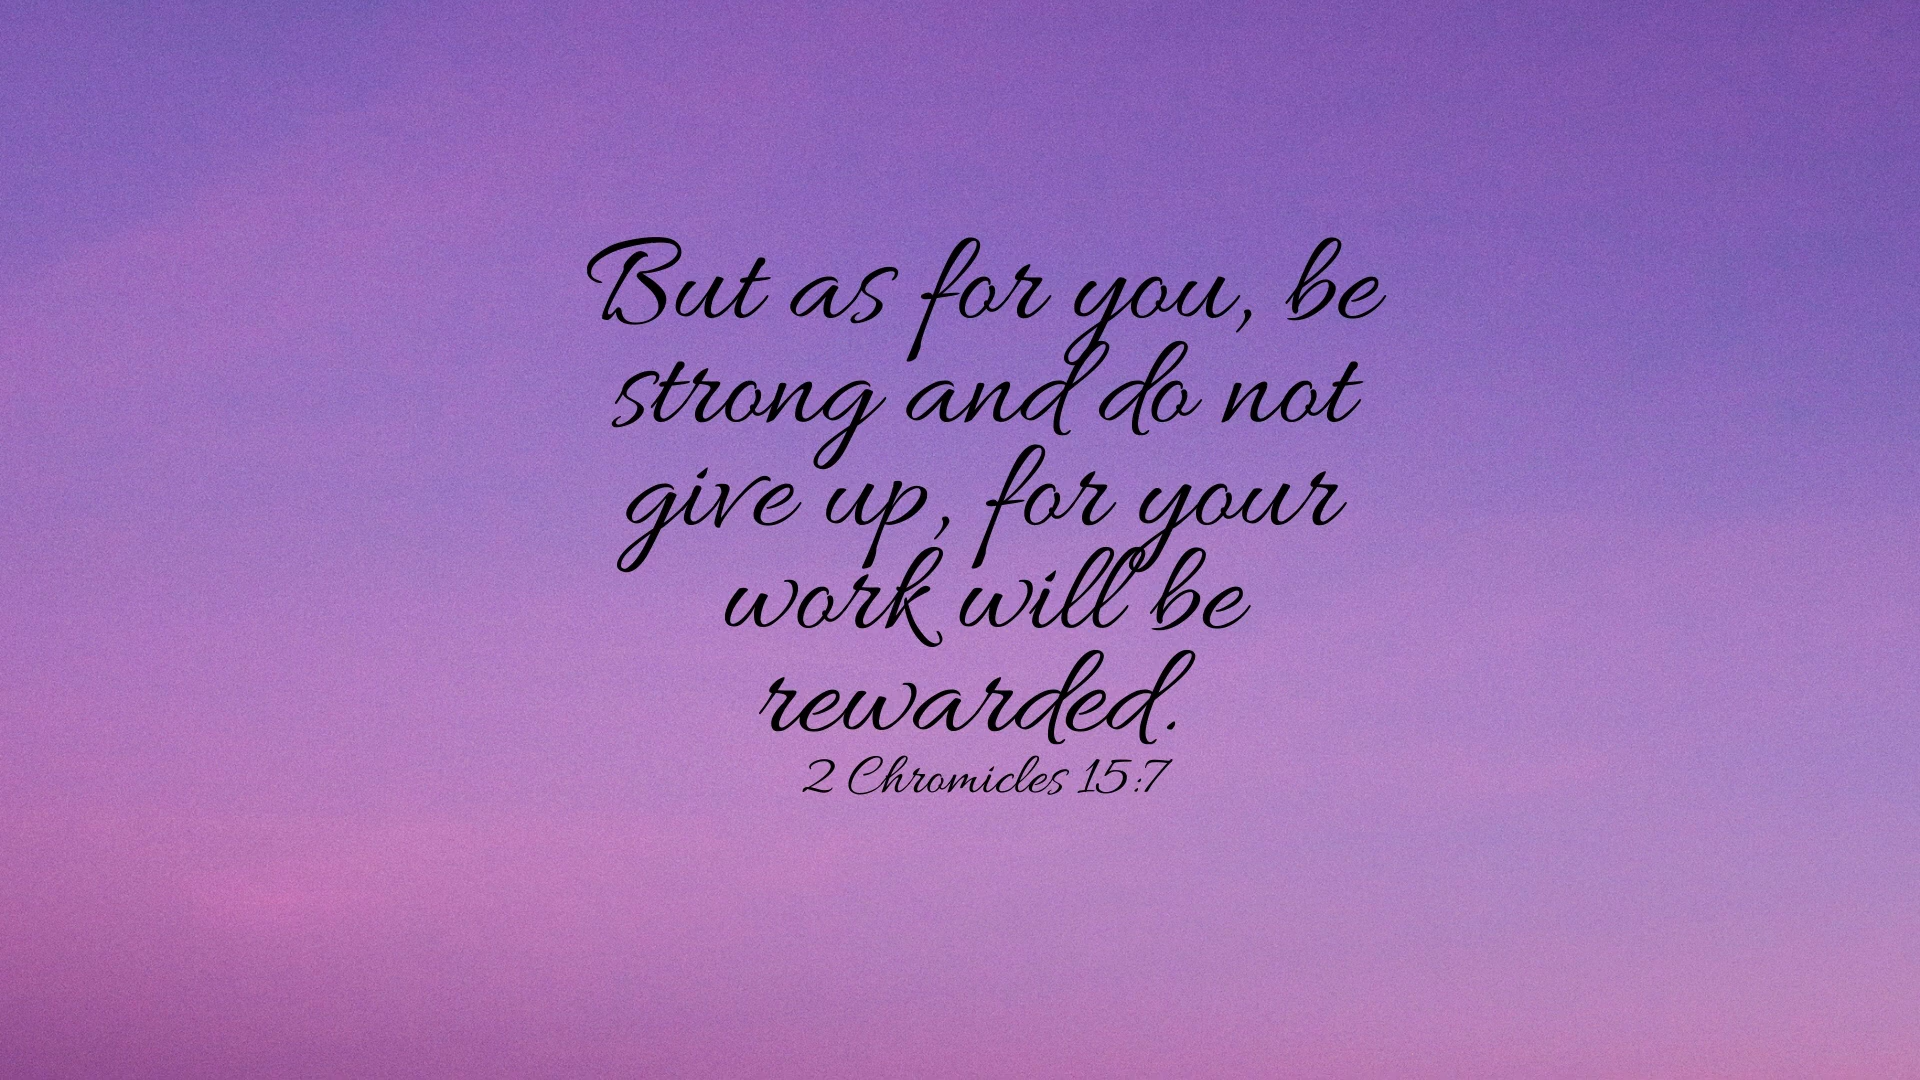 But as for you, be
strong and do not
give up, for your
work will be
rewarded.
2 Chromicles 15:7